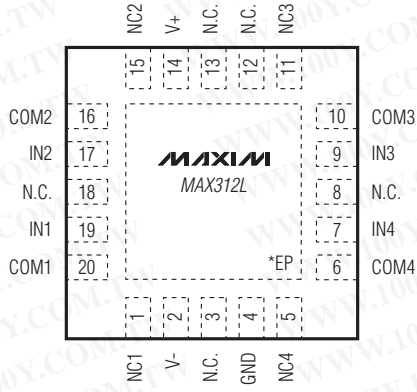 NC2 V+ N.C. N.C. NC3
15 14 13 12 11
COM2 16 10 COM3
IN2 17 MAXIM 9 IN3
N.C. 18 MAX312L 8 N.C.
IN1 19 7 IN4
COM1 20 *EP 6 COM4
1 2 3 4 5
NC1 V- N.C. GND NC4